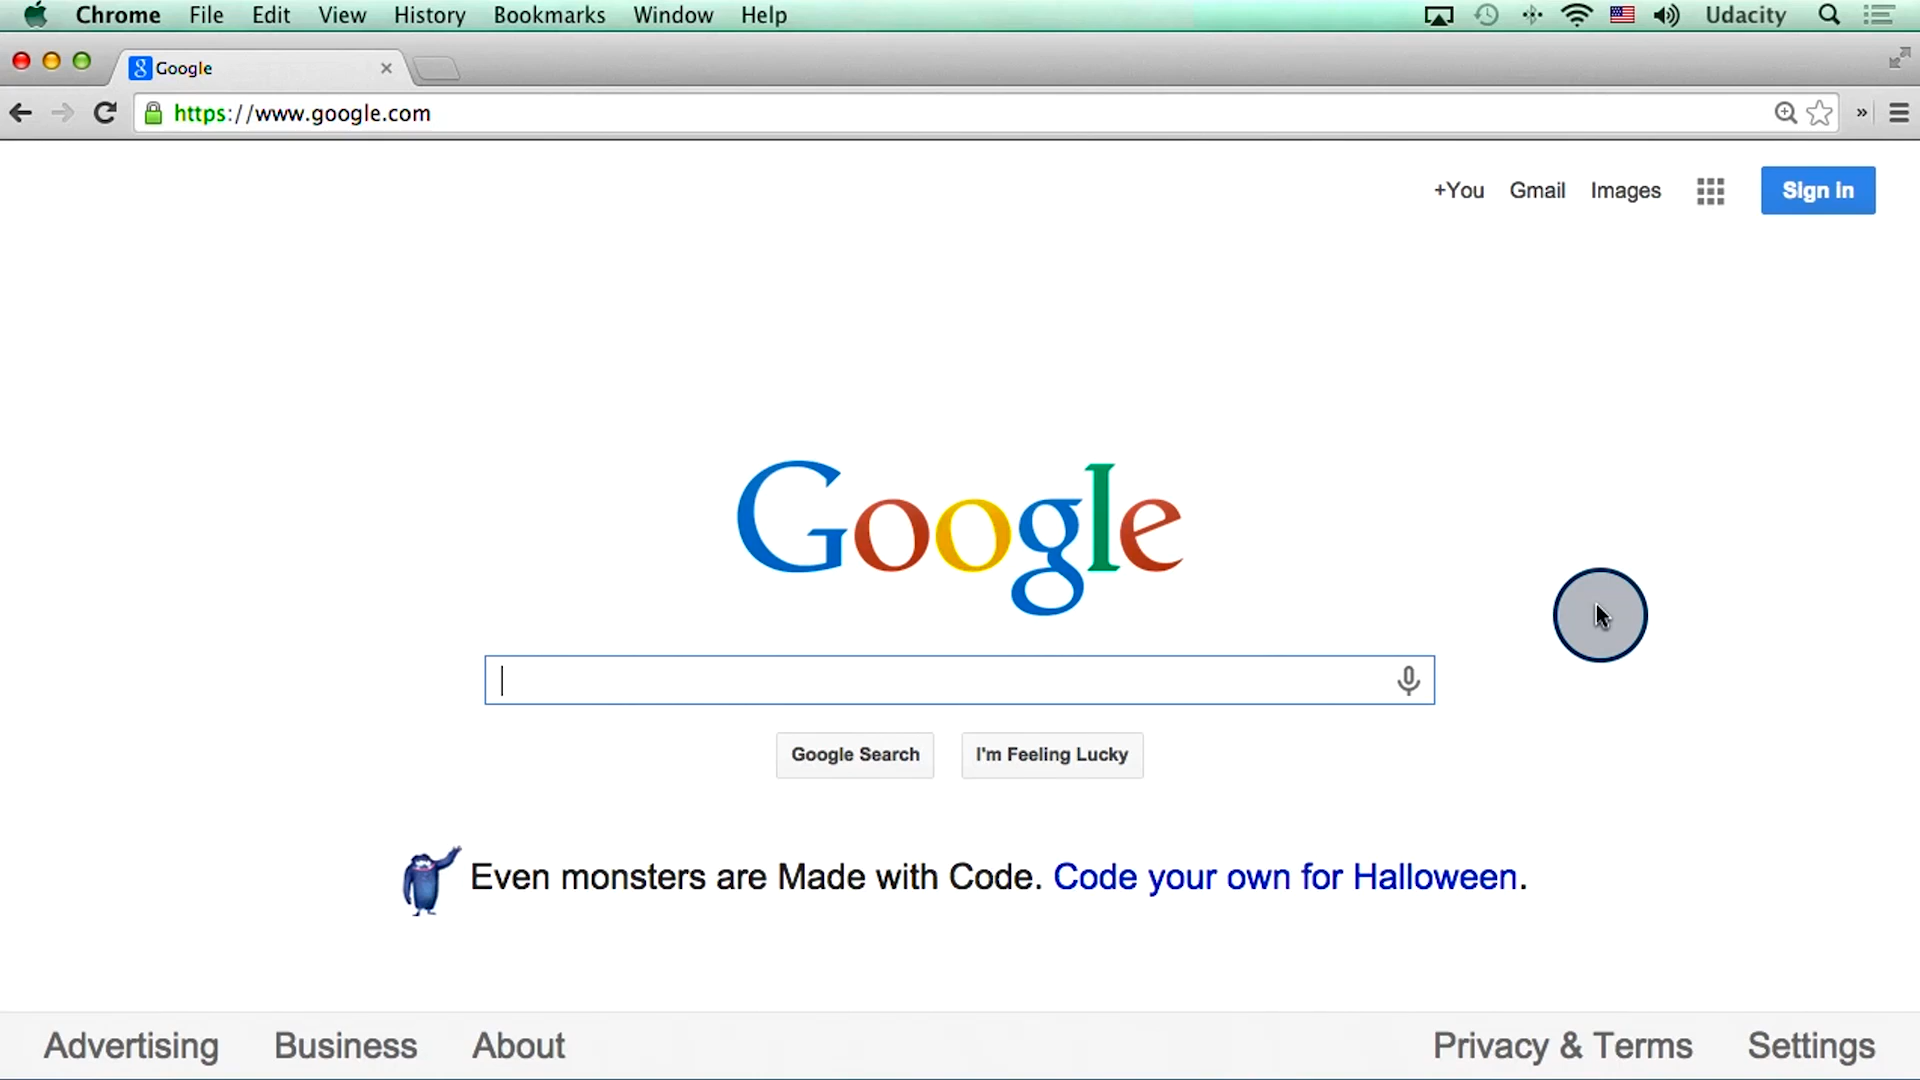 Chrome File Edit View History Bookmarks Window Help Udacity
Google
https://www.google.com
+You Gmail Images Sign in
Google
Google Search I'm Feeling Lucky
Even monsters are Made with Code. Code your own for Halloween.
Advertising Business About Privacy & Terms Settings